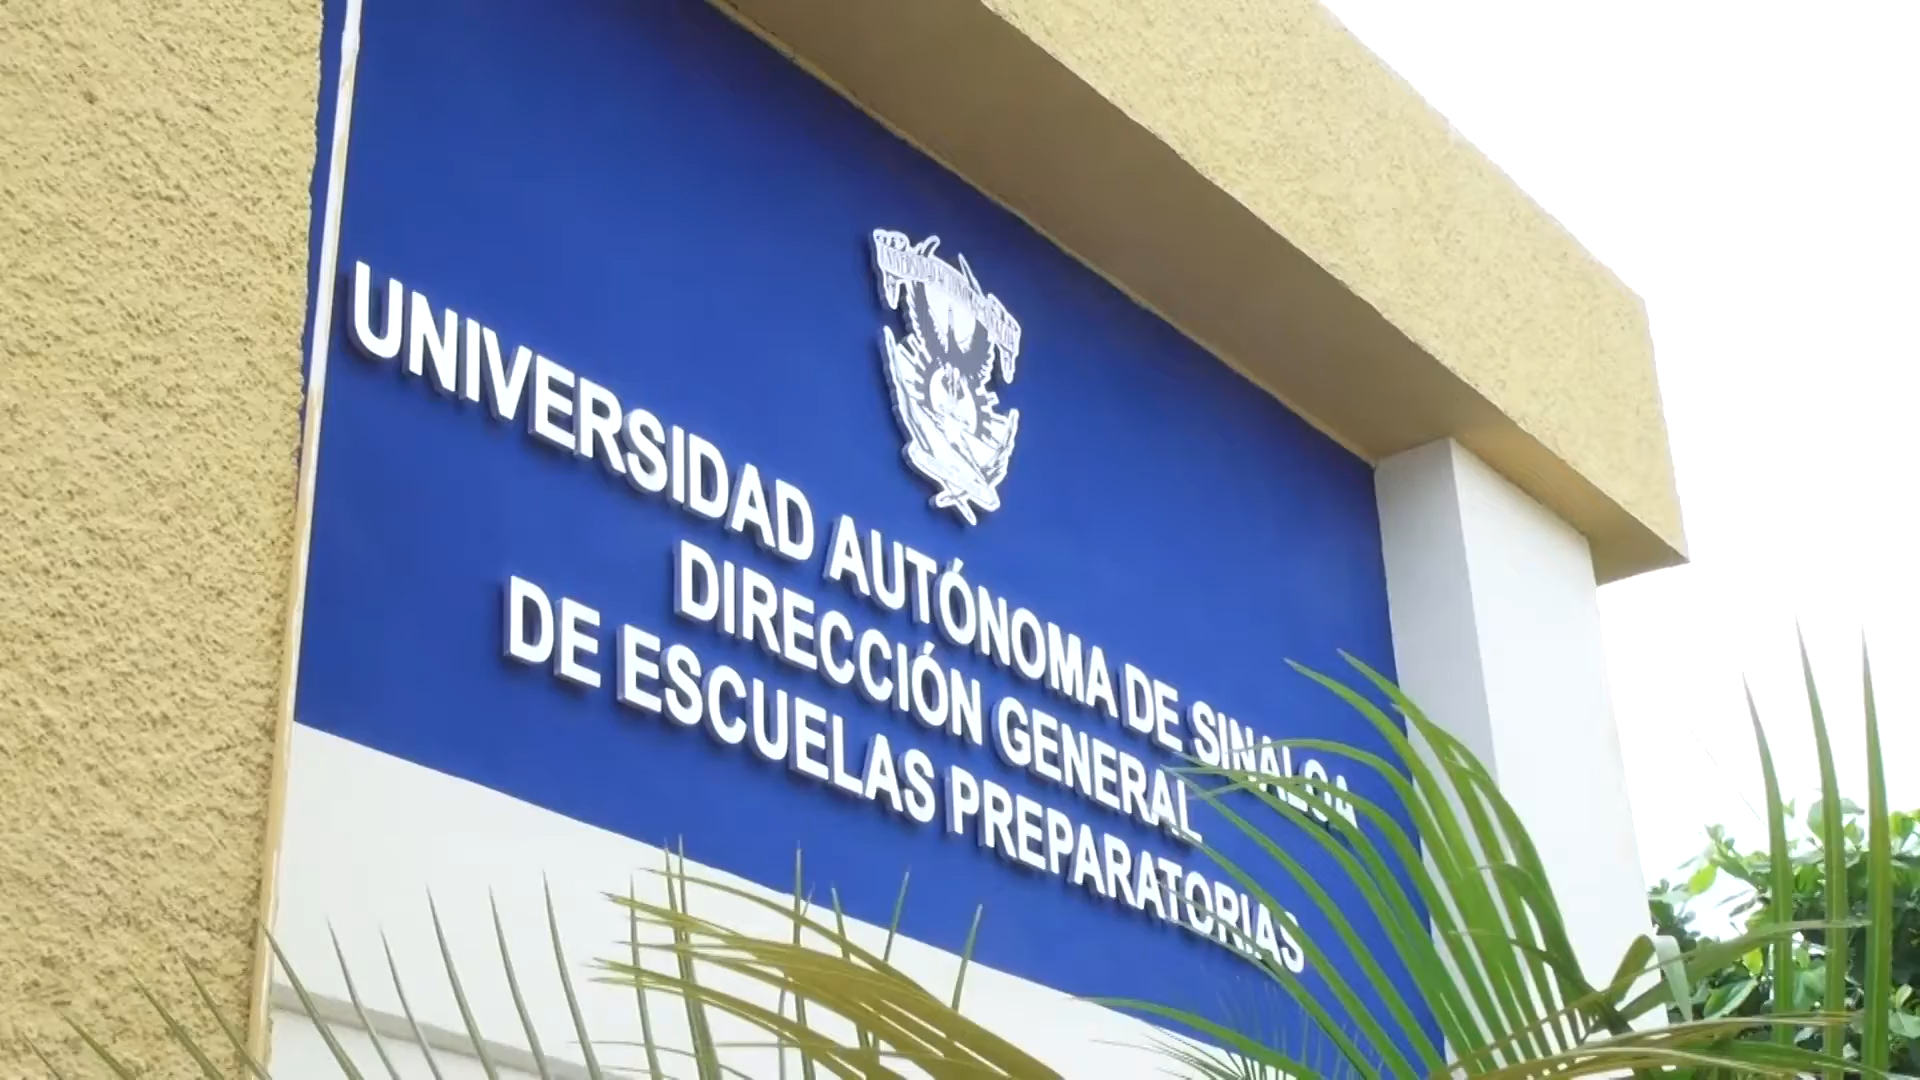 UNIVERSIDAD AUTÓNOMA DE SINALOA
DIRECCIÓN GENERAL
DE ESCUELAS PREPARATORIAS